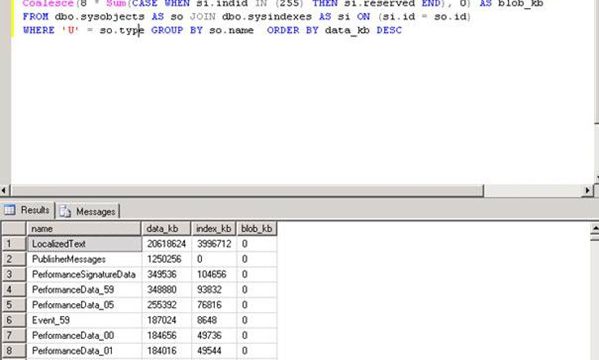 Coalesce(8 * Sum(CASE WHEN si.indid IN (255) THEN si.reserved END), 0) AS blob_kb
FROM dbo.sysobjects AS so JOIN dbo.sysindexes AS si ON (si.id = so.id)
WHERE 'U' = so.type GROUP BY so.name  ORDER BY data_kb DESC
Results Messages
name data_kb index_kb blob_kb
1 LocalizedText 20618624 3996712 0
2 PublisherMessages 1250256 0 0
3 PerformanceSignatureData 349536 104656 0
4 PerformanceData_59 348880 93832 0
5 PerformanceData_05 255392 76816 0
6 Event_59 187024 8648 0
7 PerformanceData_00 184656 49736 0
8 PerformanceData_01 184016 49544 0